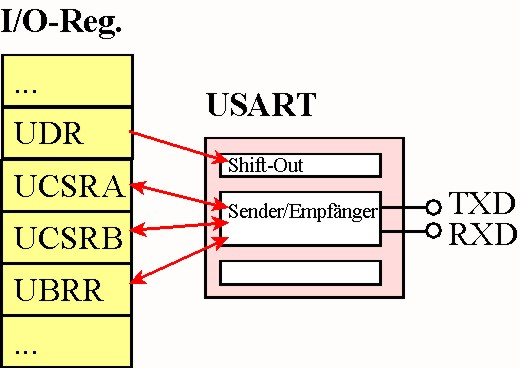 I/O-Reg.
...
UDR
UCSRA
UCSRB
UBRR
...
USART
Shift-Out
Sender/Empfänger
TXD
RXD